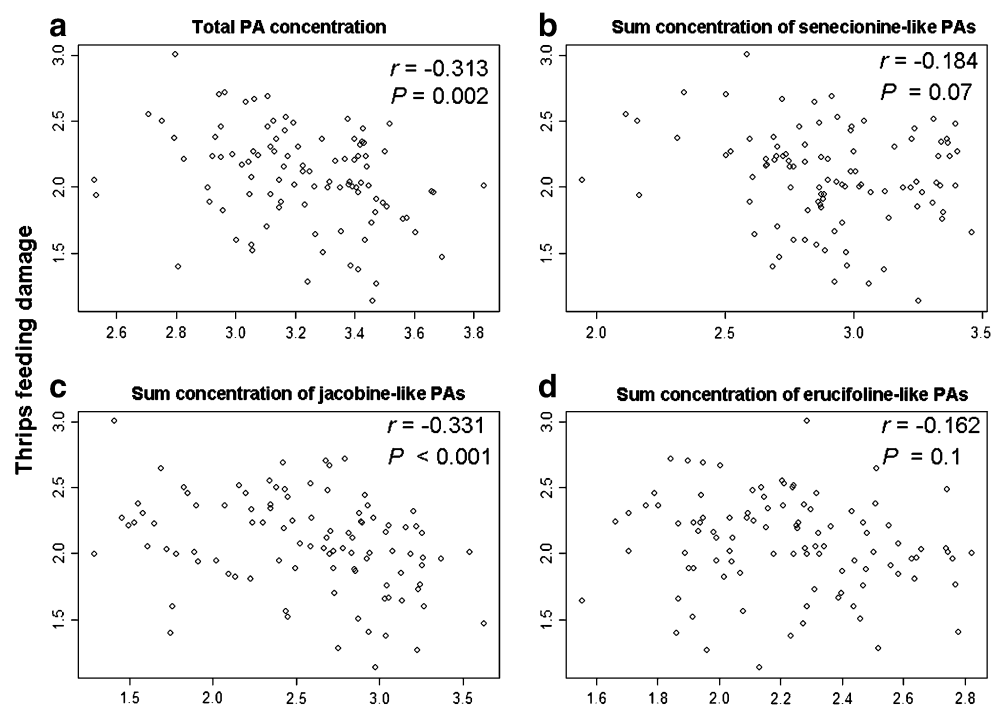 a Total PA concentration
r = -0.313
P = 0.002
3.0
2.5
2.0
1.5
2.6 2.8 3.0 3.2 3.4 3.6 3.8
b Sum concentration of senecionine-like PAs
r = -0.184
P = 0.07
3.0
2.5
2.0
1.5
2.0 2.5 3.0 3.5
Thrips feeding damage
c Sum concentration of jacobine-like PAs
r = -0.331
P < 0.001
3.0
2.5
2.0
1.5
1.5 2.0 2.5 3.0 3.5
d Sum concentration of erucifoline-like PAs
r = -0.162
P = 0.1
3.0
2.5
2.0
1.5
1.6 1.8 2.0 2.2 2.4 2.6 2.8